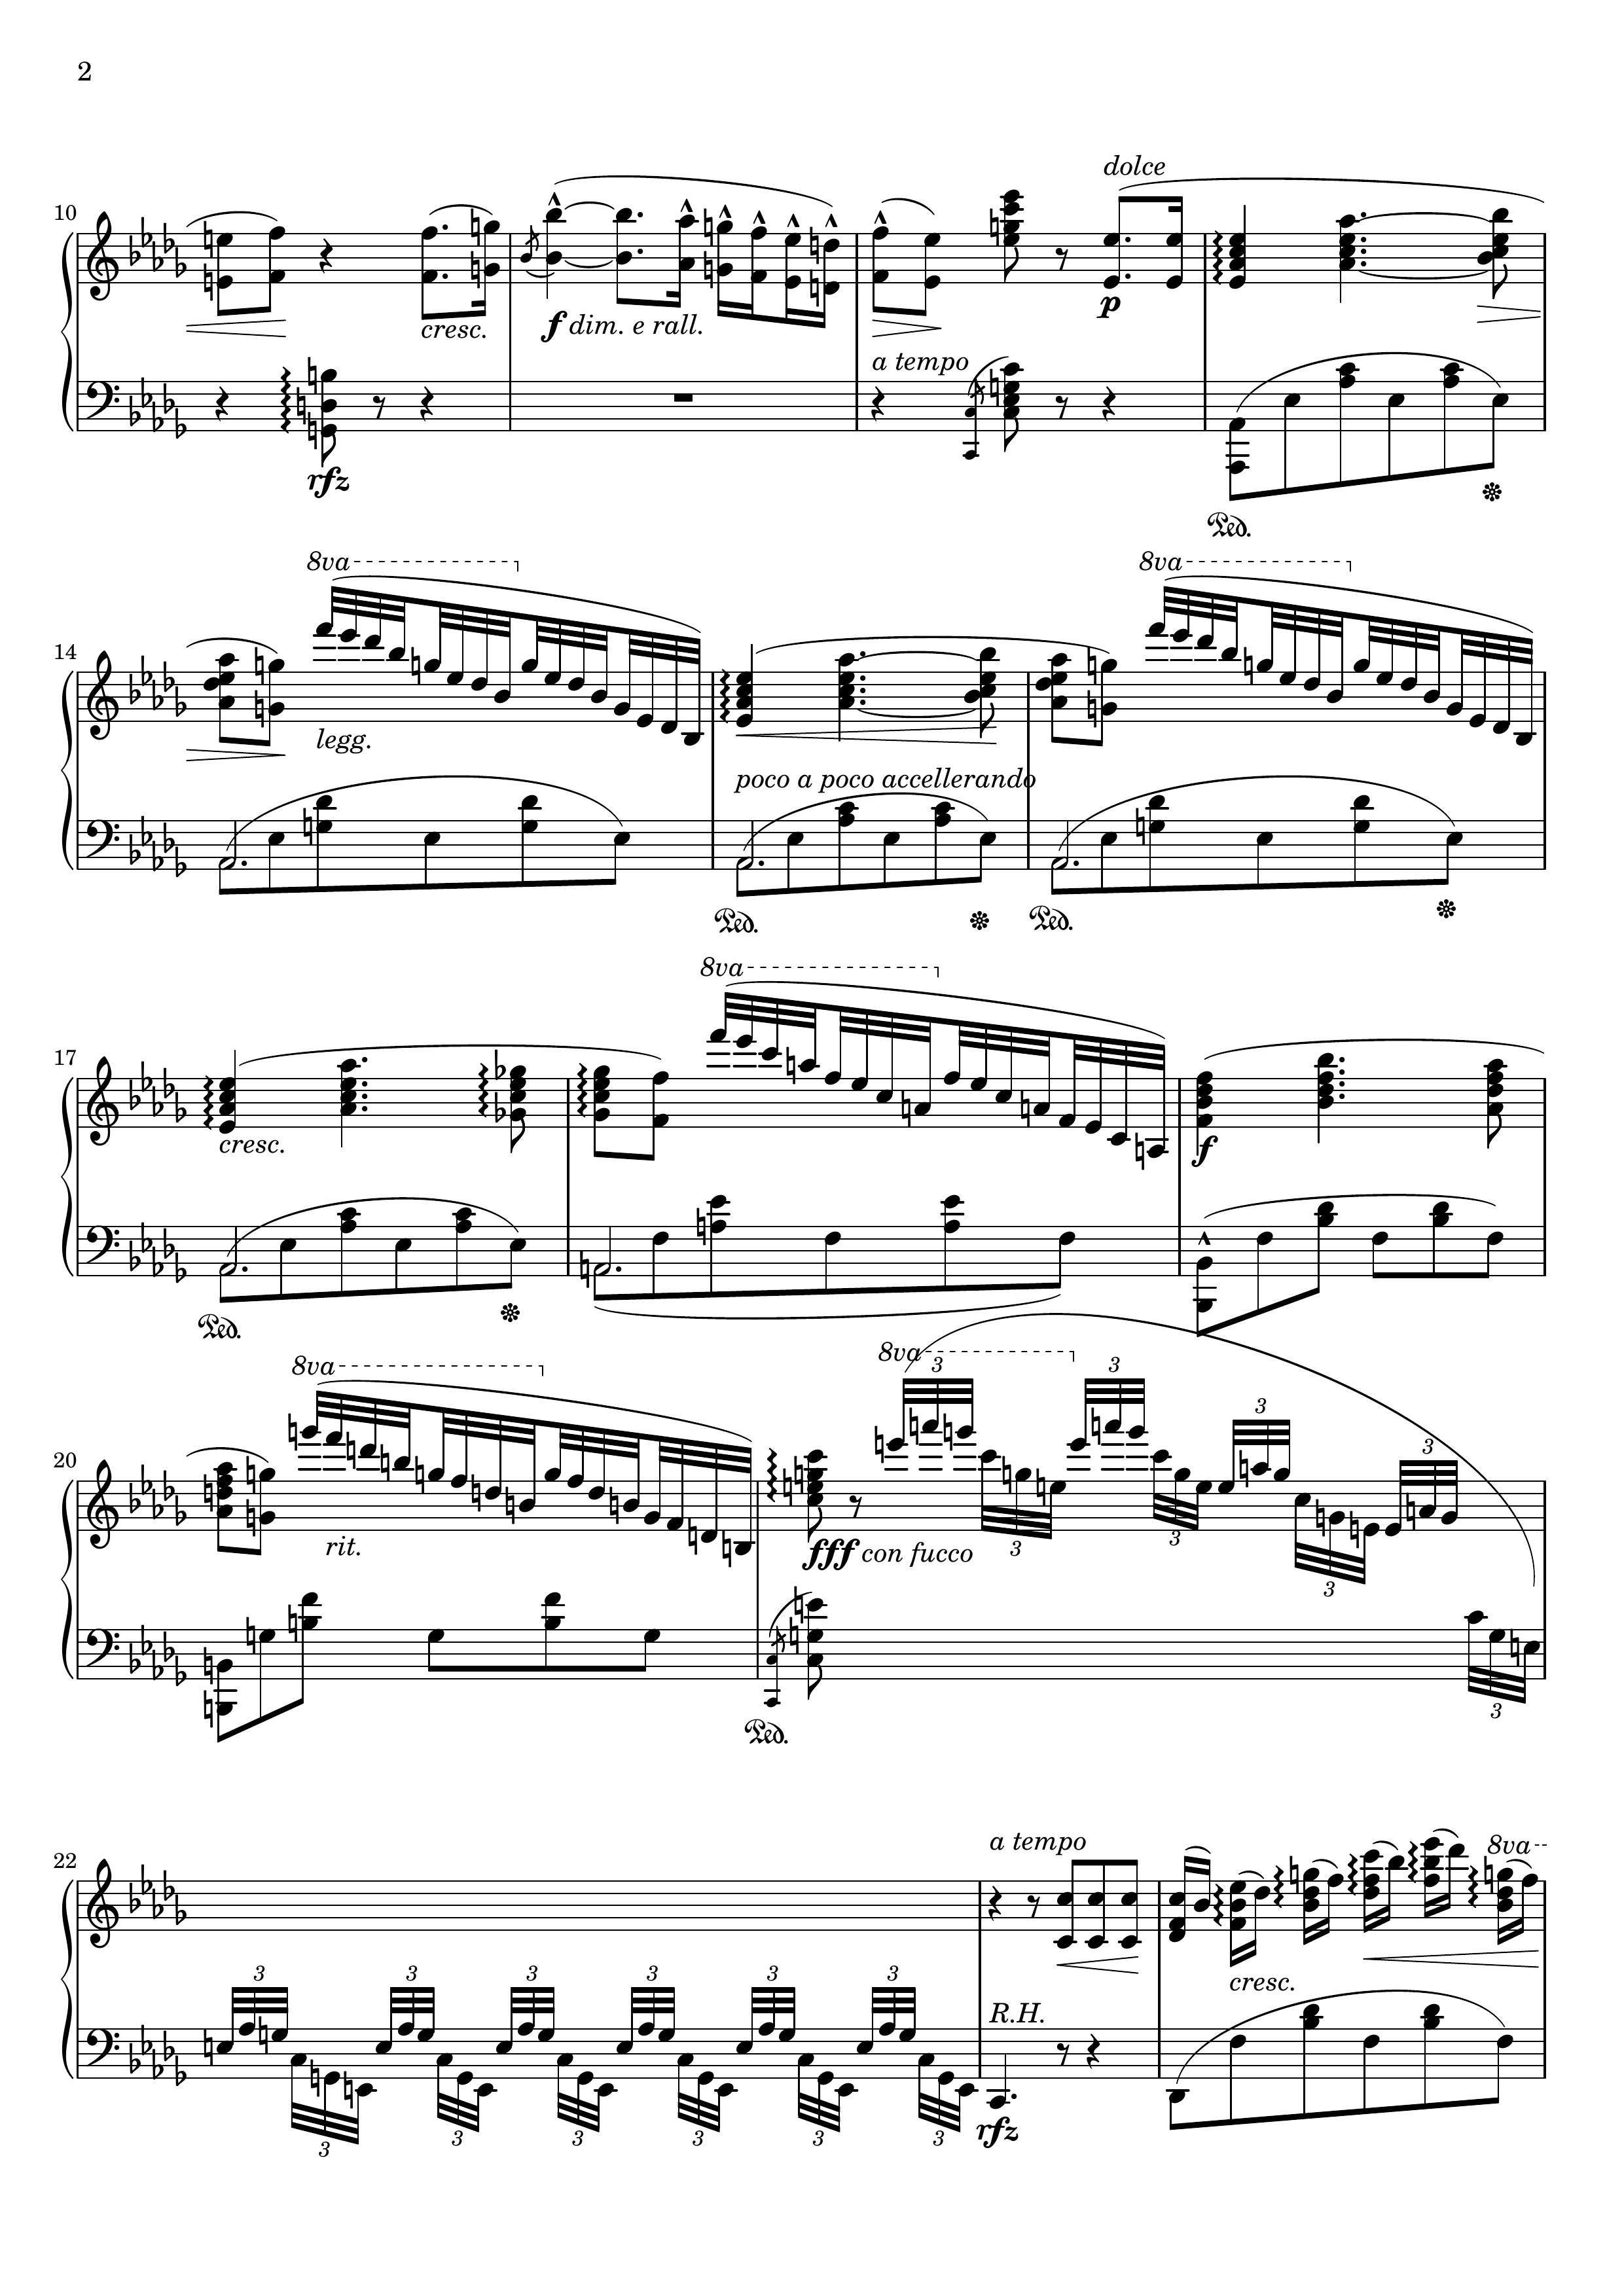 2
10
dolce
cresc.
f dim. e rall.
p
a tempo
rfz
Ped.
8va 8va
14
legg.
poco a poco accellerando
Ped. Ped.
8va
17
cresc.
f
Ped.
8va 8va
3 3
20
3
3
rit.
fff con fucco
3 3
3
3
Ped.
a tempo
22
8va
cresc.
3 3 3 3 3 3
R.H.
3 3 3 3 3 3
rfz